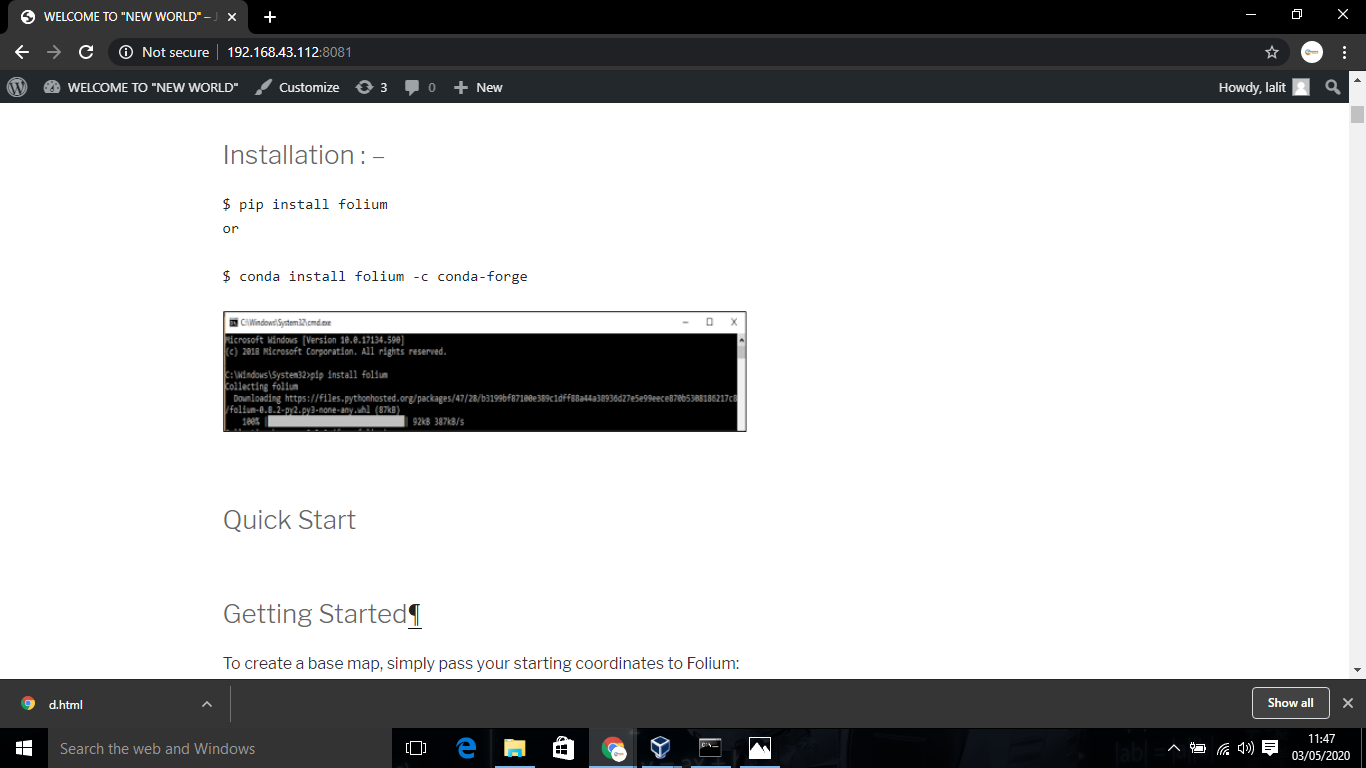 WELCOME TO "NEW WORLD" – J
Not secure 192.168.43.112:8081
WELCOME TO "NEW WORLD" Customize 3 0 New Howdy, lalit
Installation : –
$ pip install folium
or
$ conda install folium -c conda-forge
C:\Windows\System32\cmd.exe
Microsoft Windows [Version 10.0.17134.590]
(c) 2018 Microsoft Corporation. All rights reserved.
C:\Windows\System32>pip install folium
Collecting folium
Downloading https://files.pythonhosted.org/packages/47/28/
/folium-0.8.2-py2.py3-none-any.whl (87kB)
100% | | 92kB 387kB/s
Quick Start
Getting Started¶
To create a base map, simply pass your starting coordinates to Folium:
d.html Show all
Search the web and Windows
11:47
03/05/2020